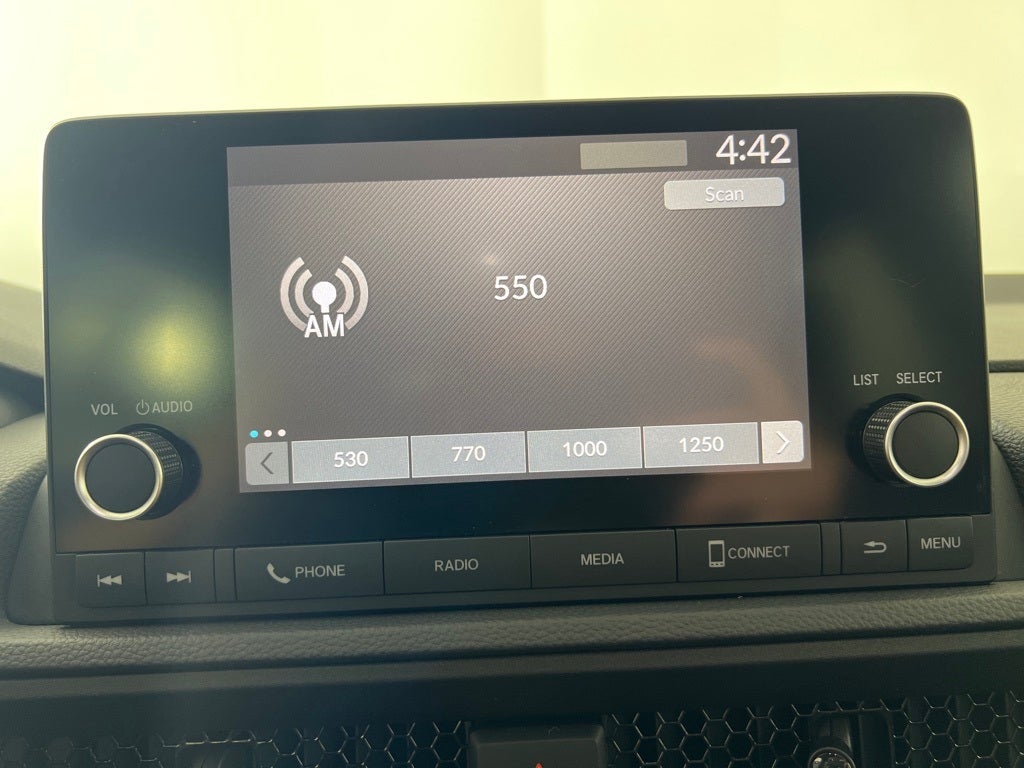 4:42
Scan
550
AM
LIST SELECT
VOL AUDIO
530 770 1000 1250
PHONE RADIO MEDIA CONNECT MENU